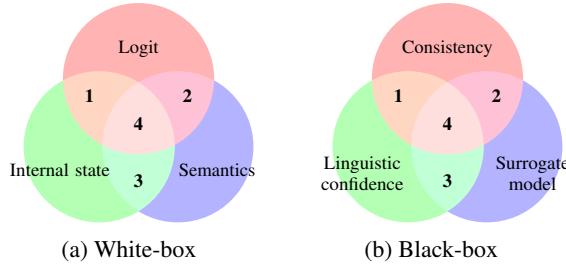 Logit
1
2
4
Internal state
Semantics
3
(a) White-box
Consistency
1
2
4
Linguistic
confidence
Surrogate
model
3
(b) Black-box